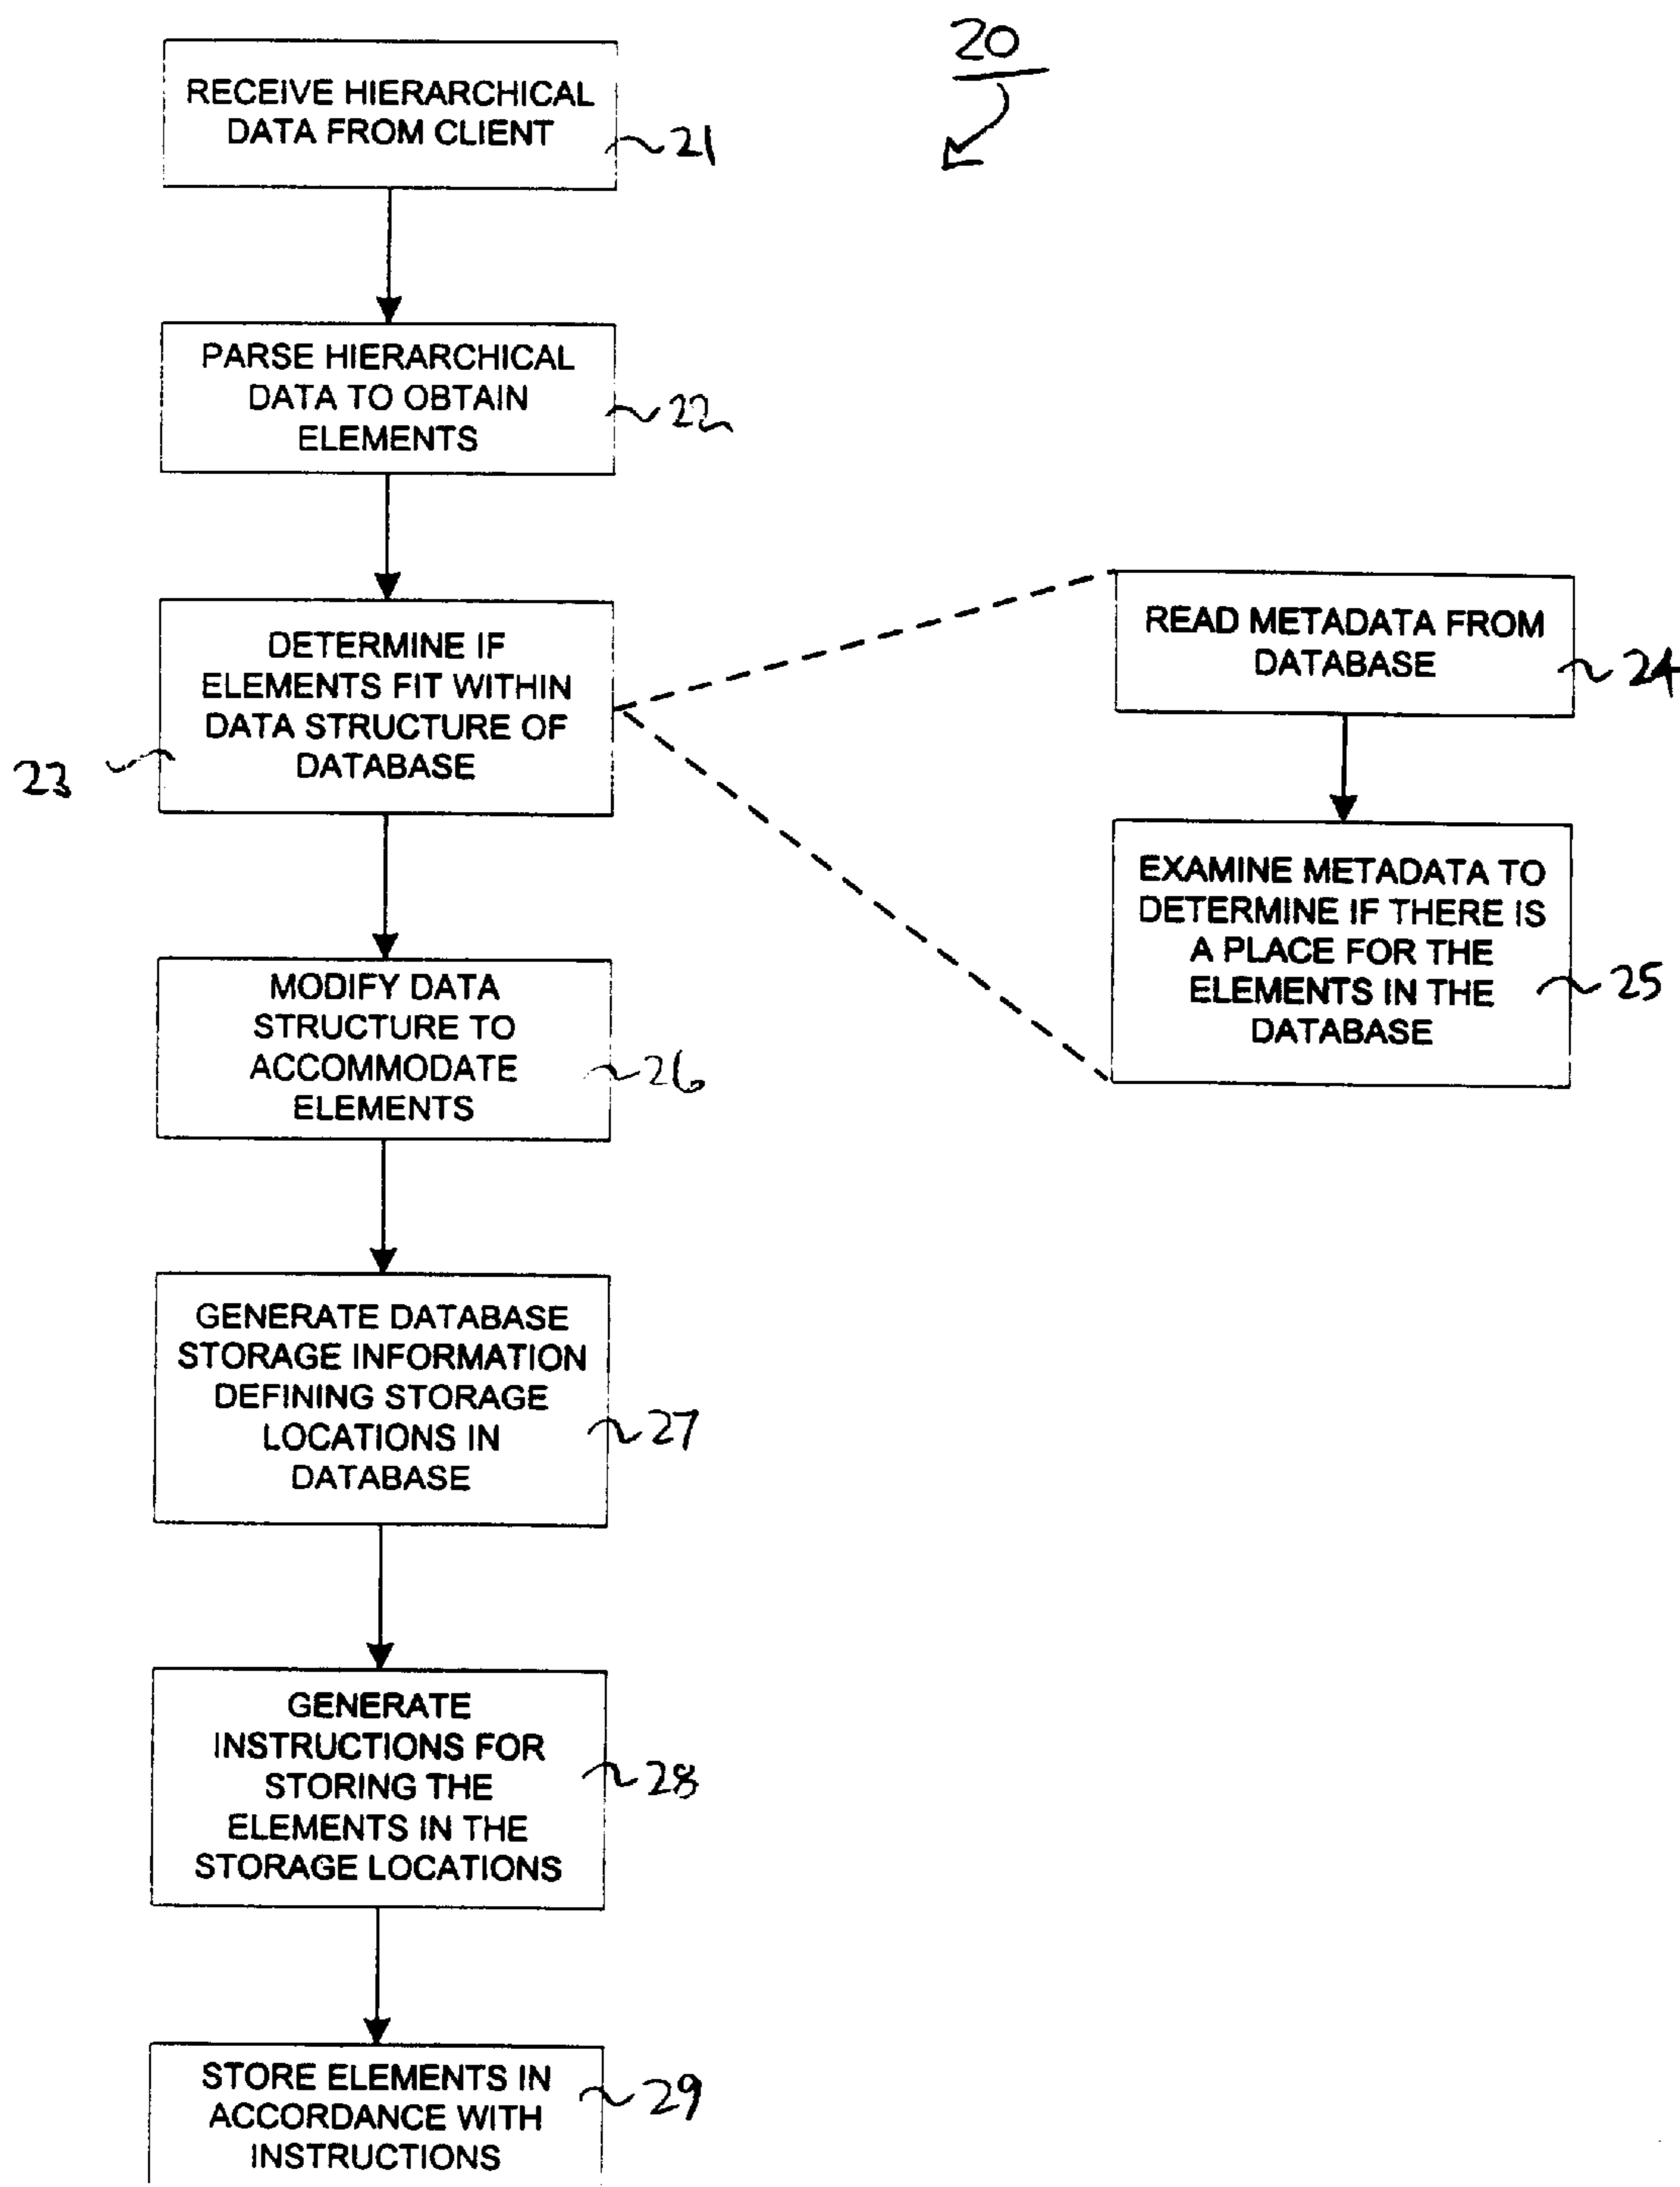 20
RECEIVE HIERARCHICAL
DATA FROM CLIENT
21
PARSE HIERARCHICAL
DATA TO OBTAIN
ELEMENTS
22
DETERMINE IF
ELEMENTS FIT WITHIN
DATA STRUCTURE OF
DATABASE
23
READ METADATA FROM
DATABASE
24
EXAMINE METADATA TO
DETERMINE IF THERE IS
A PLACE FOR THE
ELEMENTS IN THE
DATABASE
25
MODIFY DATA
STRUCTURE TO
ACCOMMODATE
ELEMENTS
26
GENERATE DATABASE
STORAGE INFORMATION
DEFINING STORAGE
LOCATIONS IN
DATABASE
27
GENERATE
INSTRUCTIONS FOR
STORING THE
ELEMENTS IN THE
STORAGE LOCATIONS
28
STORE ELEMENTS IN
ACCORDANCE WITH
INSTRUCTIONS
29